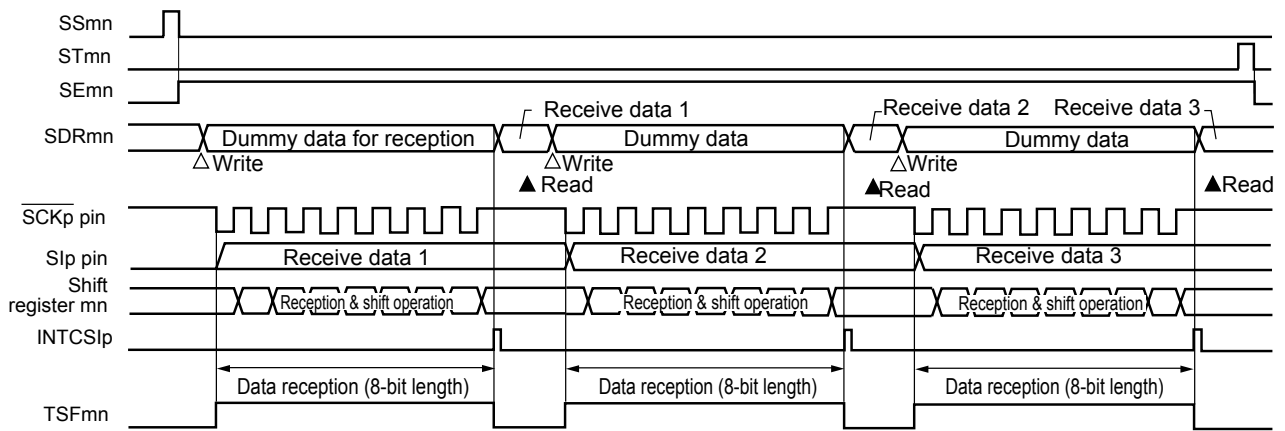 SSmn
STmn
SEmn
Receive data 1
Receive data 2 Receive data 3
SDRmn
Dummy data for reception
Dummy data
Dummy data
△Write
△Write
△Write
▲Read
▲Read
▲Read
SCKp pin
SIp pin
Receive data 1
Receive data 2
Receive data 3
Shift
register mn
Reception & shift operation
Reception & shift operation
Reception & shift operation
INTCSIp
Data reception (8-bit length)
Data reception (8-bit length)
Data reception (8-bit length)
TSFmn